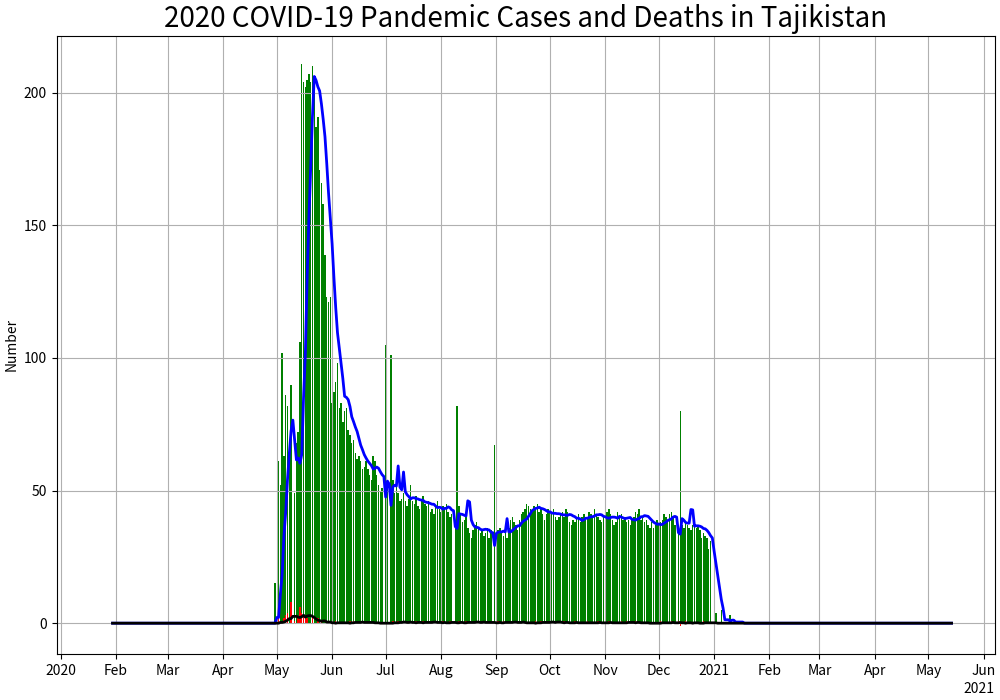 2020 COVID-19 Pandemic Cases and Deaths in Tajikistan
200
150
100
50
0
Number
2020 Feb Mar Apr May Jun Jul Aug Sep Oct Nov Dec 2021 Feb Mar Apr May Jun
2021